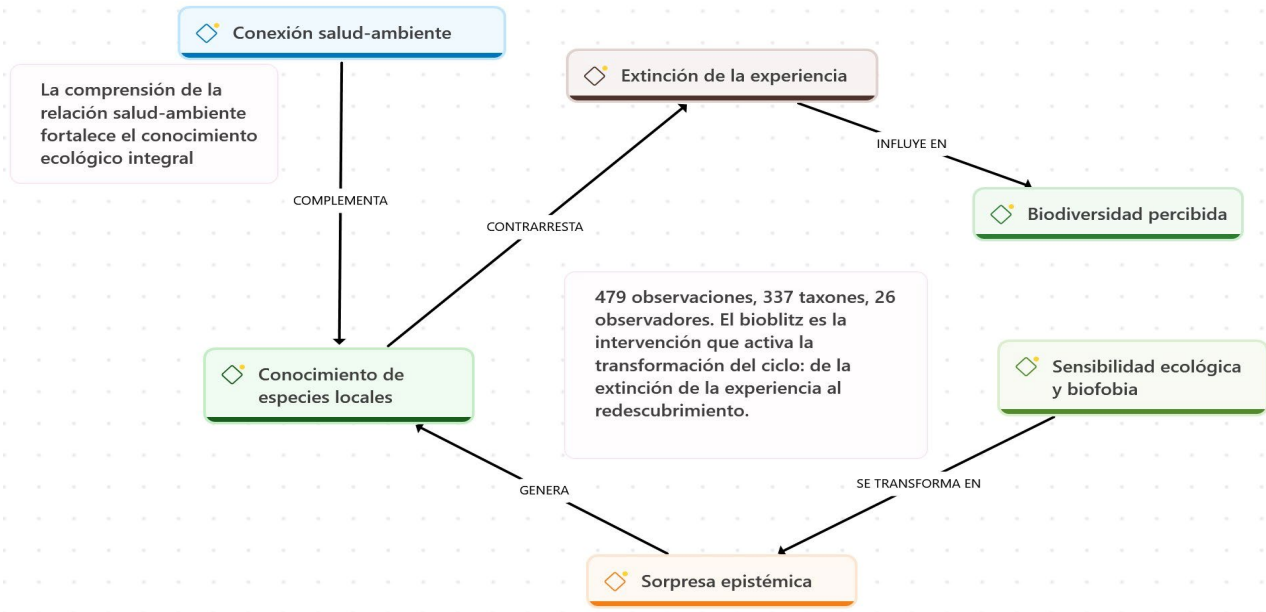 Conexión salud-ambiente
La comprensión de la
relación salud-ambiente
fortalece el conocimiento
ecológico integral
Extinción de la experiencia
INFLUYE EN
COMPLEMENTA
Biodiversidad percibida
CONTRARRESTA
479 observaciones, 337 taxones, 26
observadores. El bioblitz es la
intervención que activa la
transformación del ciclo: de la
extinción de la experiencia al
redescubrimiento.
Conocimiento de
especies locales
Sensibilidad ecológica
y biofobia
GENERA
SE TRANSFORMA EN
Sorpresa epistémica